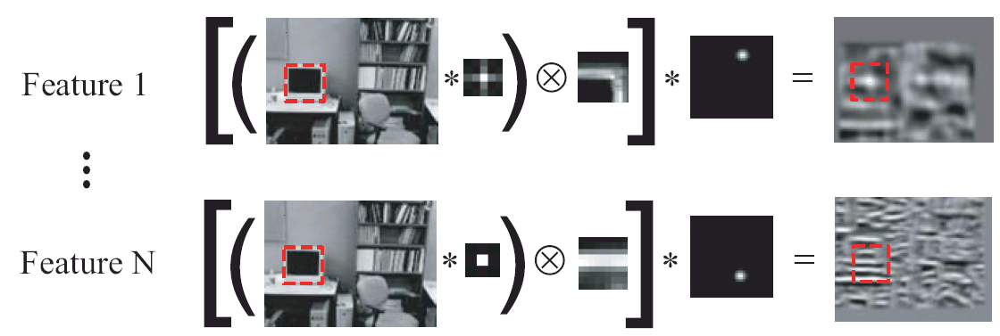 Feature 1 [( * ) ⊗ ] * =
⋮
Feature N [( * ) ⊗ ] * =